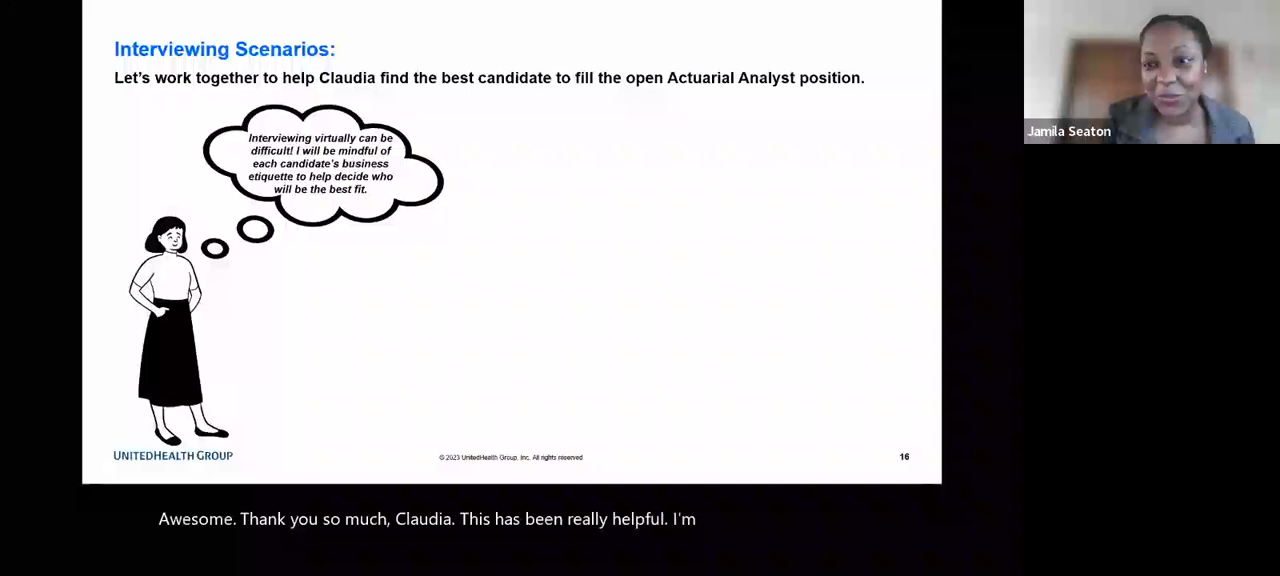 Interviewing Scenarios:
Let's work together to help Claudia find the best candidate to fill the open Actuarial Analyst position.
Interviewing virtually can be
difficult! I will be mindful of
each candidate's business
etiquette to help decide who
will be the best fit.
Jamila Seaton
UNITEDHEALTH GROUP
© 2023 UnitedHealth Group, Inc. All rights reserved
16
Awesome. Thank you so much, Claudia. This has been really helpful. I'm